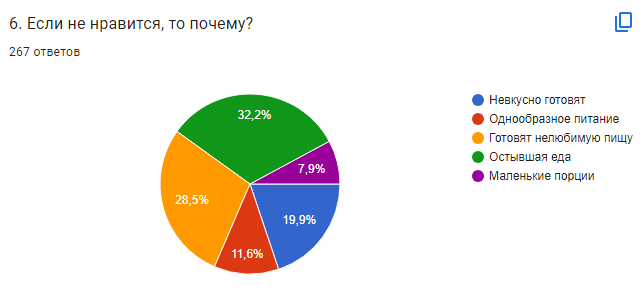 6. Если не нравится, то почему?
267 ответов
32,2%
7,9%
28,5%
19,9%
11,6%
Невкусно готовят
Однообразное питание
Готовят нелюбимую пищу
Остывшая еда
Маленькие порции